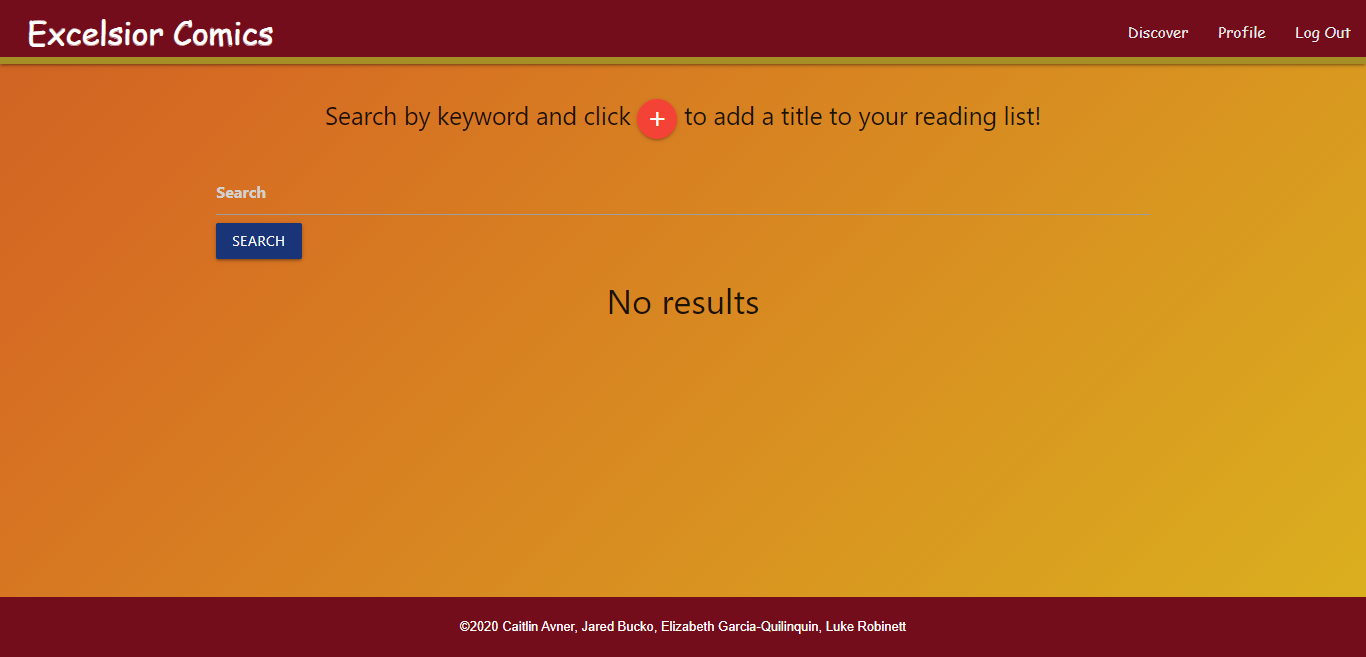 Excelsior Comics
Discover Profile Log Out
Search by keyword and click + to add a title to your reading list!
Search
SEARCH
No results
©2020 Caitlin Avner, Jared Bucko, Elizabeth Garcia-Quilinquin, Luke Robinett